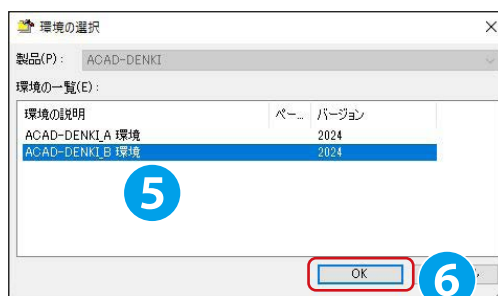 環境の選択
製品(P): ACAD-DENKI
環境の一覧(E):
環境の説明 ペー... バージョン
ACAD-DENKI_A 環境 2024
ACAD-DENKI_B 環境 2024
5
OK 6